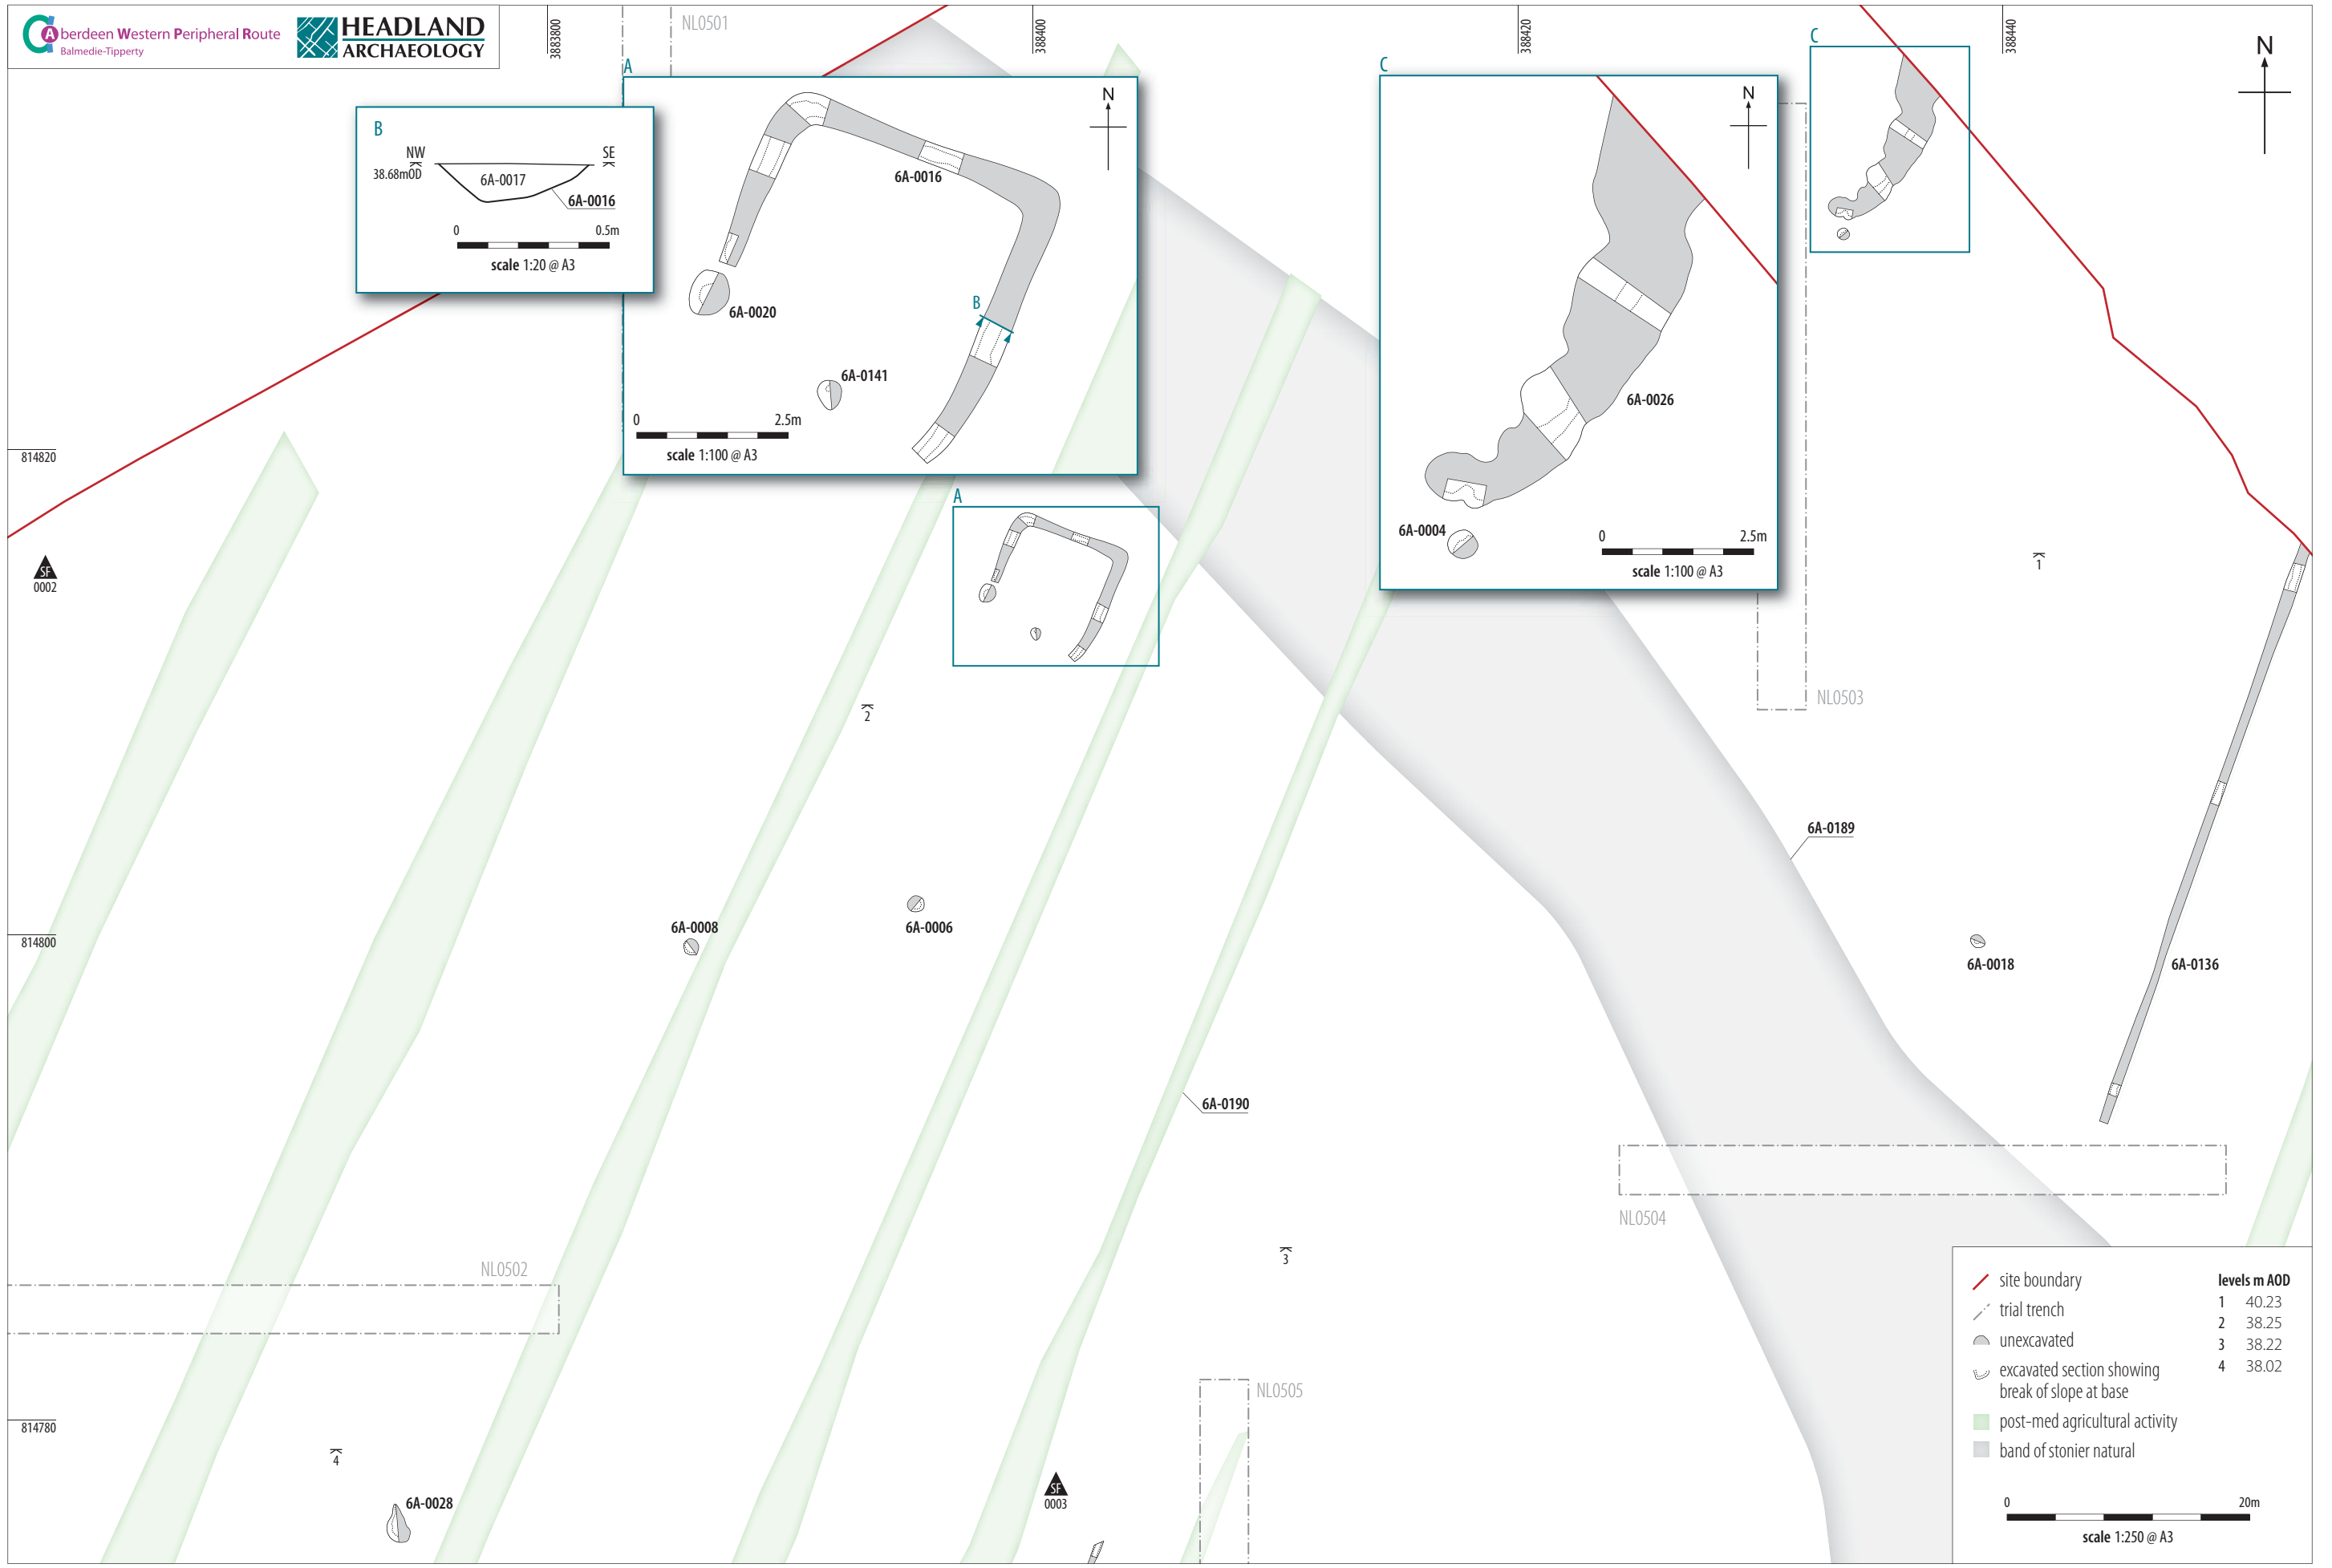 Aberdeen Western Peripheral Route
Balmedie-Tipperty
HEADLAND
ARCHAEOLOGY
3883800
NL0501
388400
388420
388440
N
A
N
6A-0016
6A-0020
B
6A-0141
0 2.5m
scale 1:100 @ A3
B
NW SE
38.68mOD
6A-0017
6A-0016
0 0.5m
scale 1:20 @ A3
C
N
6A-0026
6A-0004
0 2.5m
scale 1:100 @ A3
C
814820
SF
0002
A
1
2
NL0503
6A-0189
814800
6A-0008
6A-0006
6A-0018
6A-0136
6A-0190
NL0504
NL0502
3
NL0505
814780
4
6A-0028
SF
0003
site boundary
trial trench
unexcavated
excavated section showing
break of slope at base
post-med agricultural activity
band of stonier natural
levels m AOD
1 40.23
2 38.25
3 38.22
4 38.02
0 20m
scale 1:250 @ A3